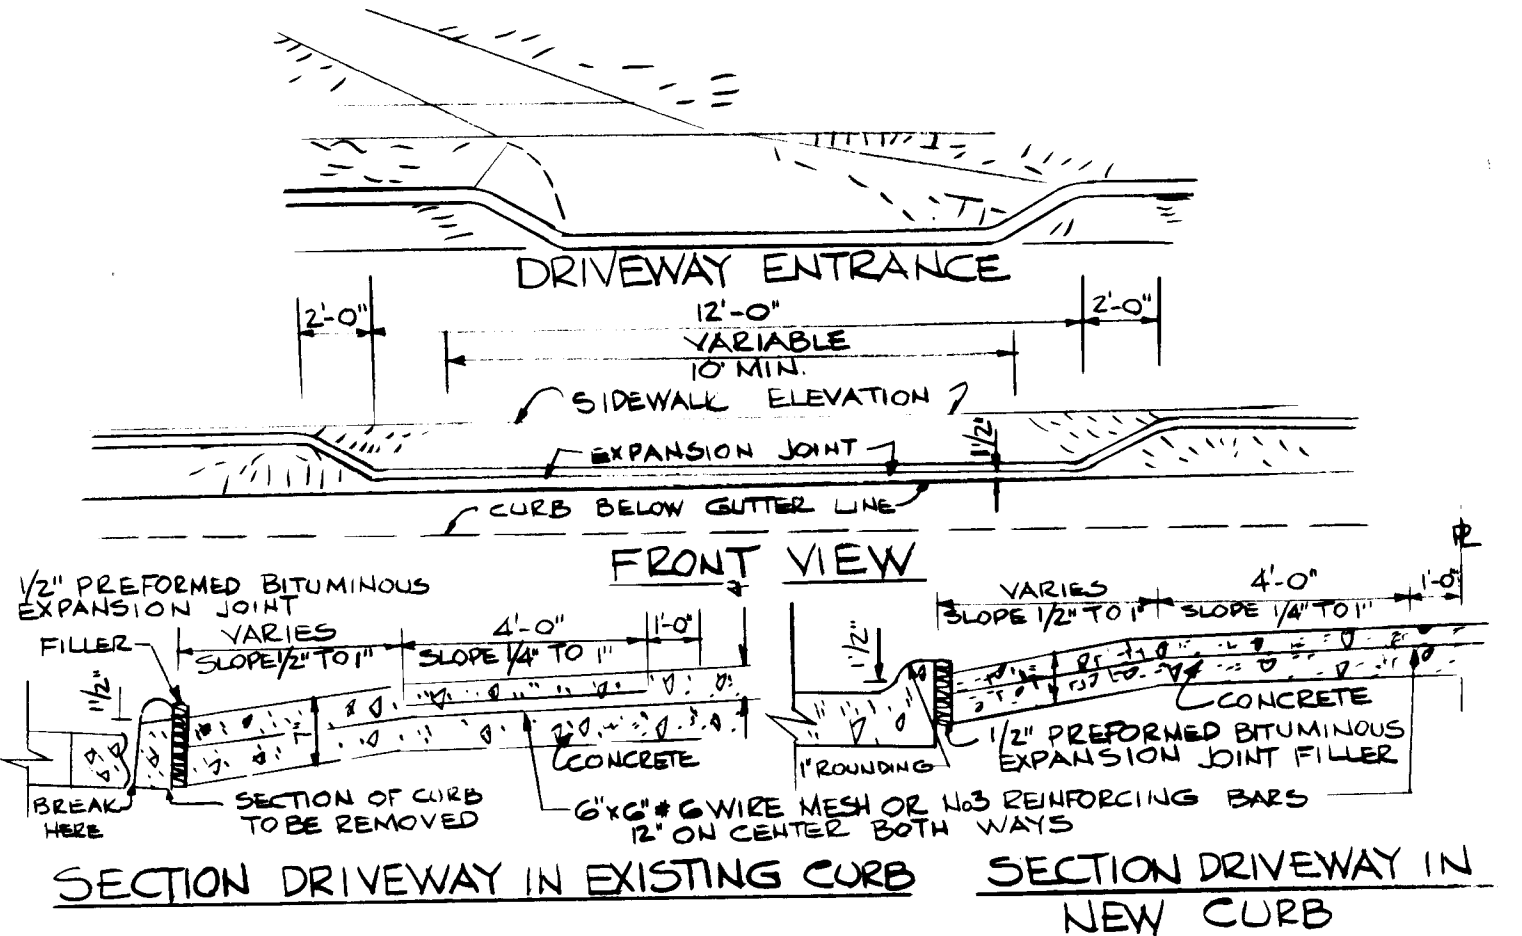 DRIVEWAY ENTRANCE
2'-0"
12'-0"
2'-0"
VARIABLE
10' MIN.
SIDEWALK ELEVATION
EXPANSION JOINT
1 1/2"
CURB BELOW GUTTER LINE
FRONT VIEW
1/2" PREFORMED BITUMINOUS
EXPANSION JOINT
FILLER
VARIES
SLOPE 1/2" TO 1"
4'-0"
SLOPE 1/4" TO 1"
1'-0"
4"
1 1/2"
BREAK
HERE
SECTION OF CURB
TO BE REMOVED
CONCRETE
6"x6" # 6 WIRE MESH OR No3 REINFORCING BARS
12" ON CENTER BOTH WAYS
SECTION DRIVEWAY IN EXISTING CURB
PL
VARIES
SLOPE 1/2" TO 1"
4'-0"
SLOPE 1/4" TO 1"
1'-0"
1 1/2"
CONCRETE
1/2" PREFORMED BITUMINOUS
EXPANSION JOINT FILLER
1" ROUNDING
SECTION DRIVEWAY IN
NEW CURB